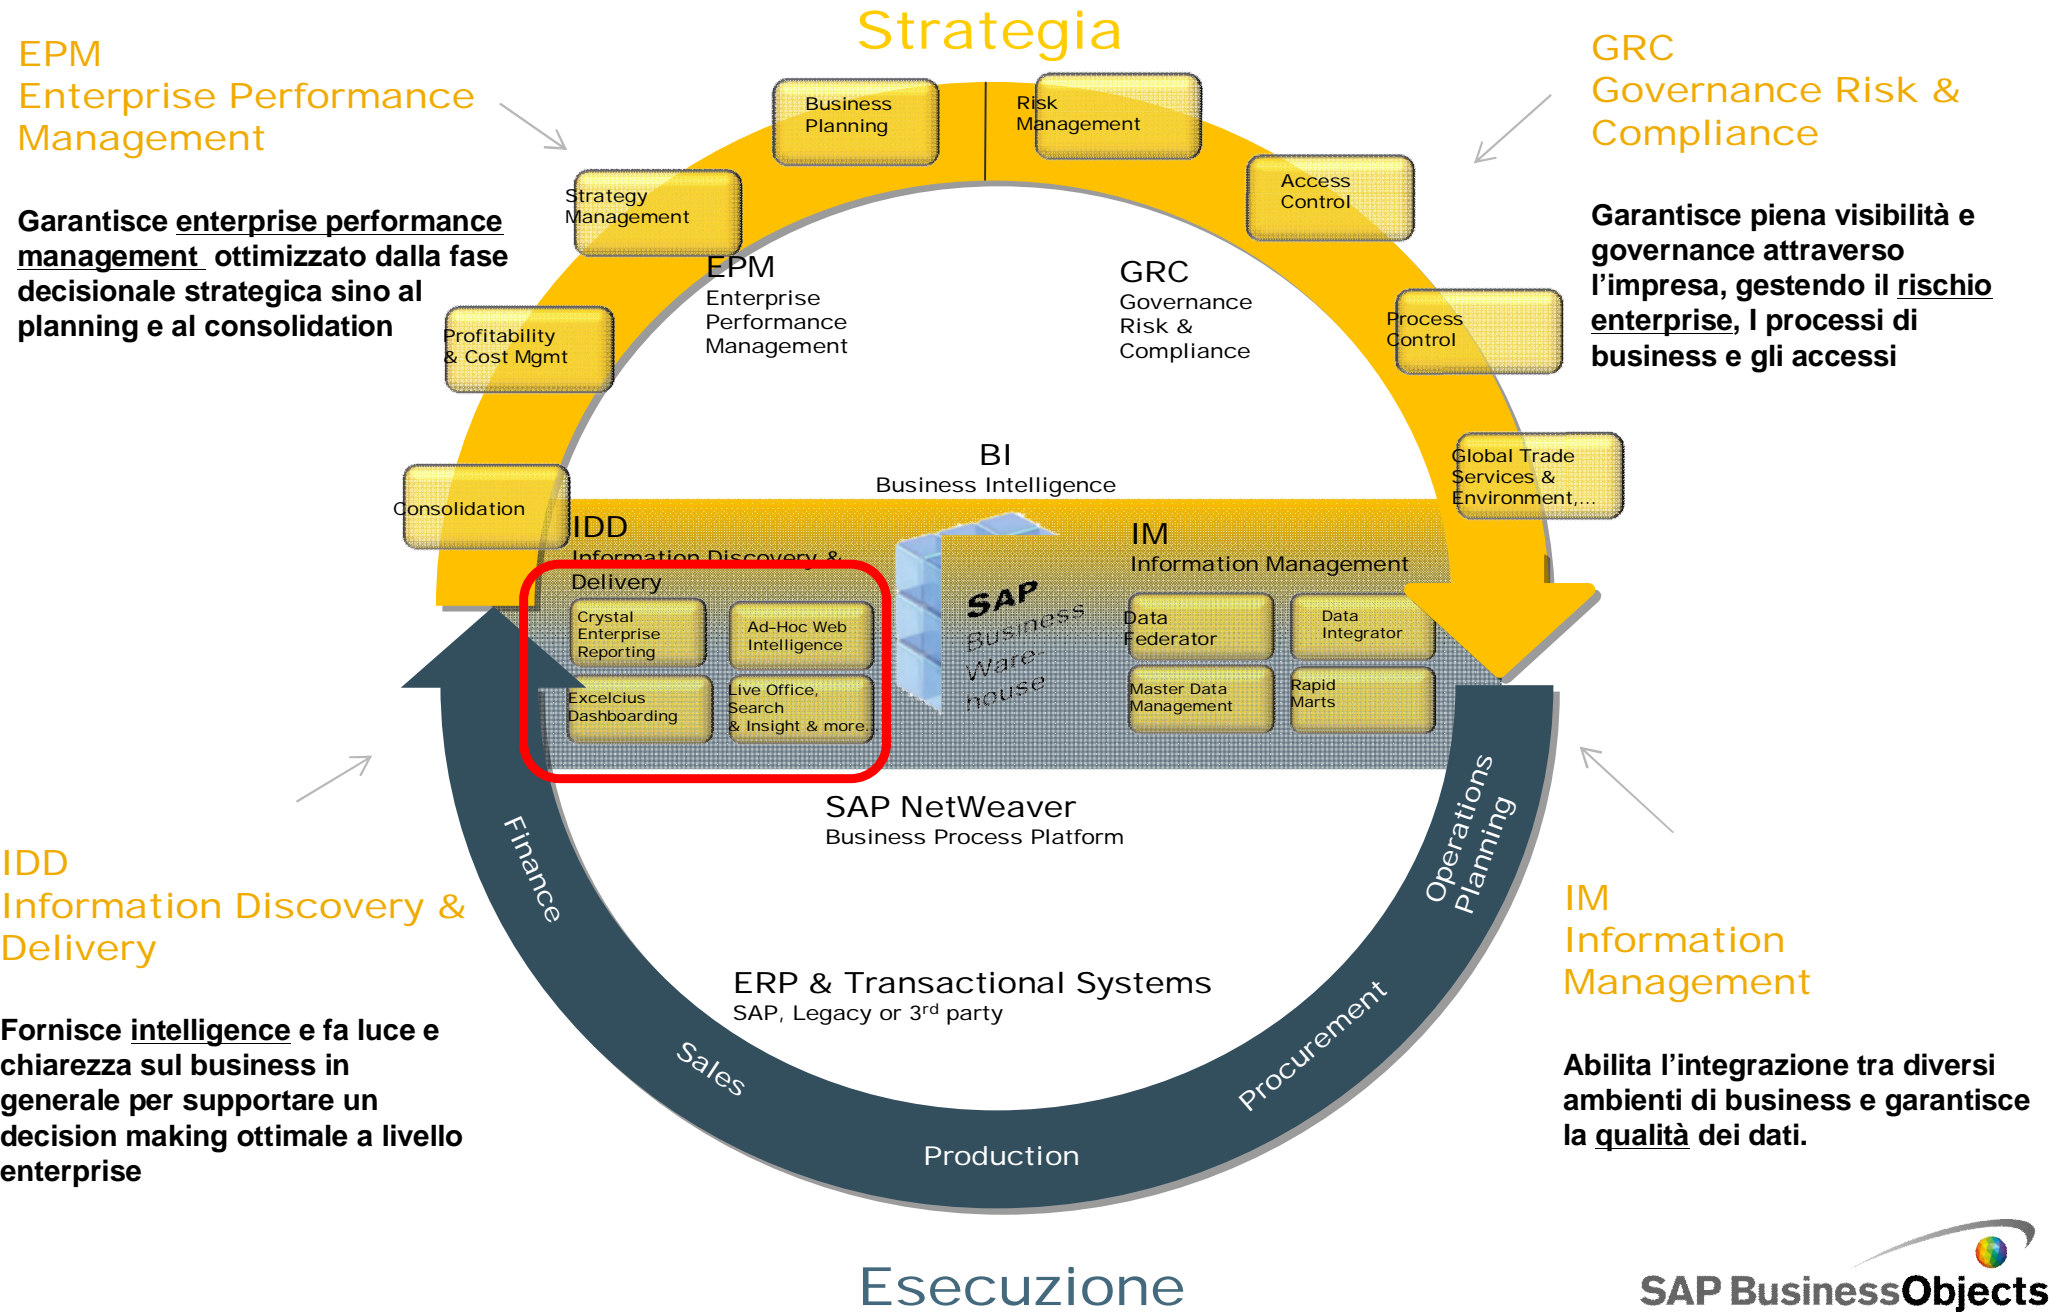 Strategia
EPM
Enterprise Performance
Management
Garantisce enterprise performance
management ottimizzato dalla fase
decisionale strategica sino al
planning e al consolidation
GRC
Governance Risk &
Compliance
Garantisce piena visibilità e
governance attraverso
l’impresa, gestendo il rischio
enterprise, I processi di
business e gli accessi
Business
Planning
Risk
Management
Strategy
Management
Access
Control
Profitability
& Cost Mgmt
Process
Control
Consolidation
Global Trade
Services &
Environment,...
EPM
Enterprise
Performance
Management
GRC
Governance
Risk &
Compliance
BI
Business Intelligence
IDD
Information Discovery &
Delivery
Crystal
Enterprise
Reporting
Ad-Hoc Web
Intelligence
Excelcius
Dashboarding
Live Office,
Search
& Insight & more...
SAP
Business
Ware-
house
IM
Information Management
Data
Federator
Data
Integrator
Master Data
Management
Rapid
Marts
SAP NetWeaver
Business Process Platform
ERP & Transactional Systems
SAP, Legacy or 3rd party
Finance
Sales
Production
Procurement
Operations
Planning
IDD
Information Discovery &
Delivery
Fornisce intelligence e fa luce e
chiarezza sul business in
generale per supportare un
decision making ottimale a livello
enterprise
IM
Information
Management
Abilita l’integrazione tra diversi
ambienti di business e garantisce
la qualità dei dati.
Esecuzione
SAP BusinessObjects